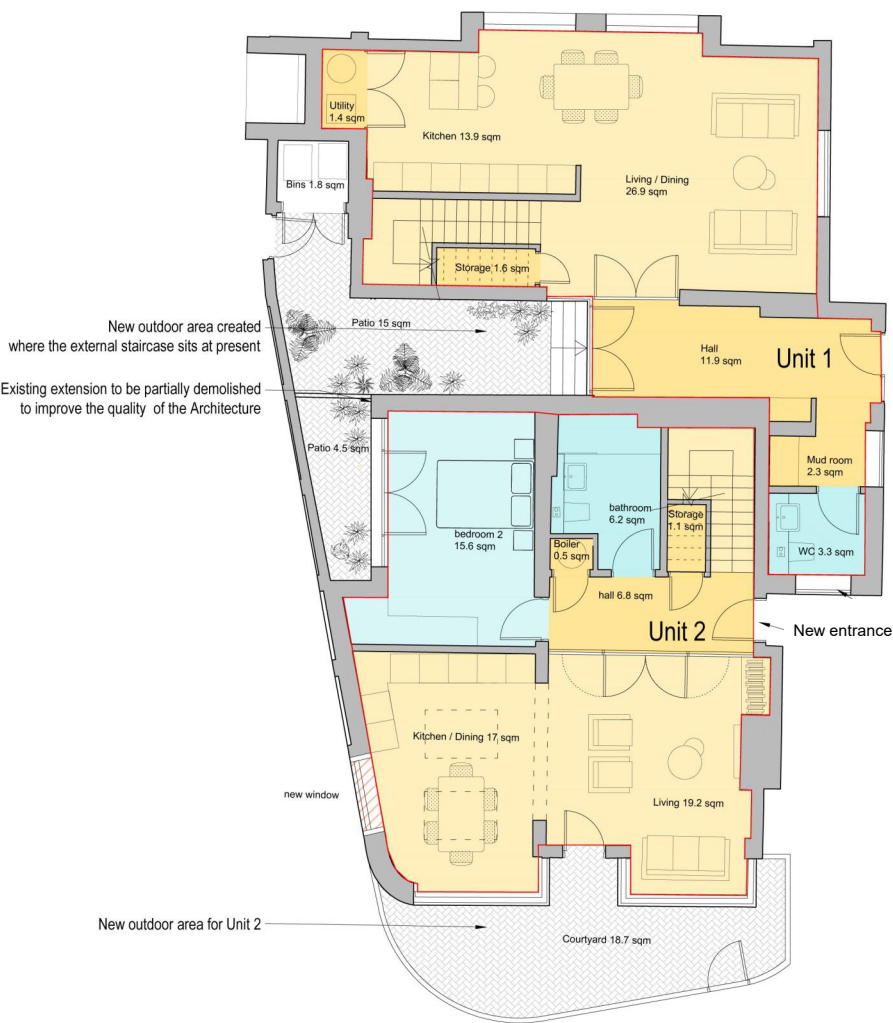 Utility
1.4 sqm
Kitchen 13.9 sqm
Living / Dining
26.9 sqm
Bins 1.8 sqm
Storage 1.6 sqm
New outdoor area created
where the external staircase sits at present
Patio 15 sqm
Hall
11.9 sqm
Unit 1
Existing extension to be partially demolished
to improve the quality of the Architecture
Patio 4.5 sqm
Mud room
2.3 sqm
bedroom 2
15.6 sqm
bathroom
6.2 sqm
Storage
1.1 sqm
Boiler
0.5 sqm
WC 3.3 sqm
hall 6.8 sqm
Unit 2
New entrance
Kitchen / Dining 17 sqm
new window
Living 19.2 sqm
New outdoor area for Unit 2
Courtyard 18.7 sqm